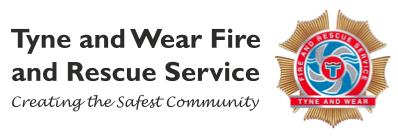 Tyne and Wear Fire
and Rescue Service
Creating the Safest Community
FIRE AND RESCUE SERVICE
TYNE AND WEAR